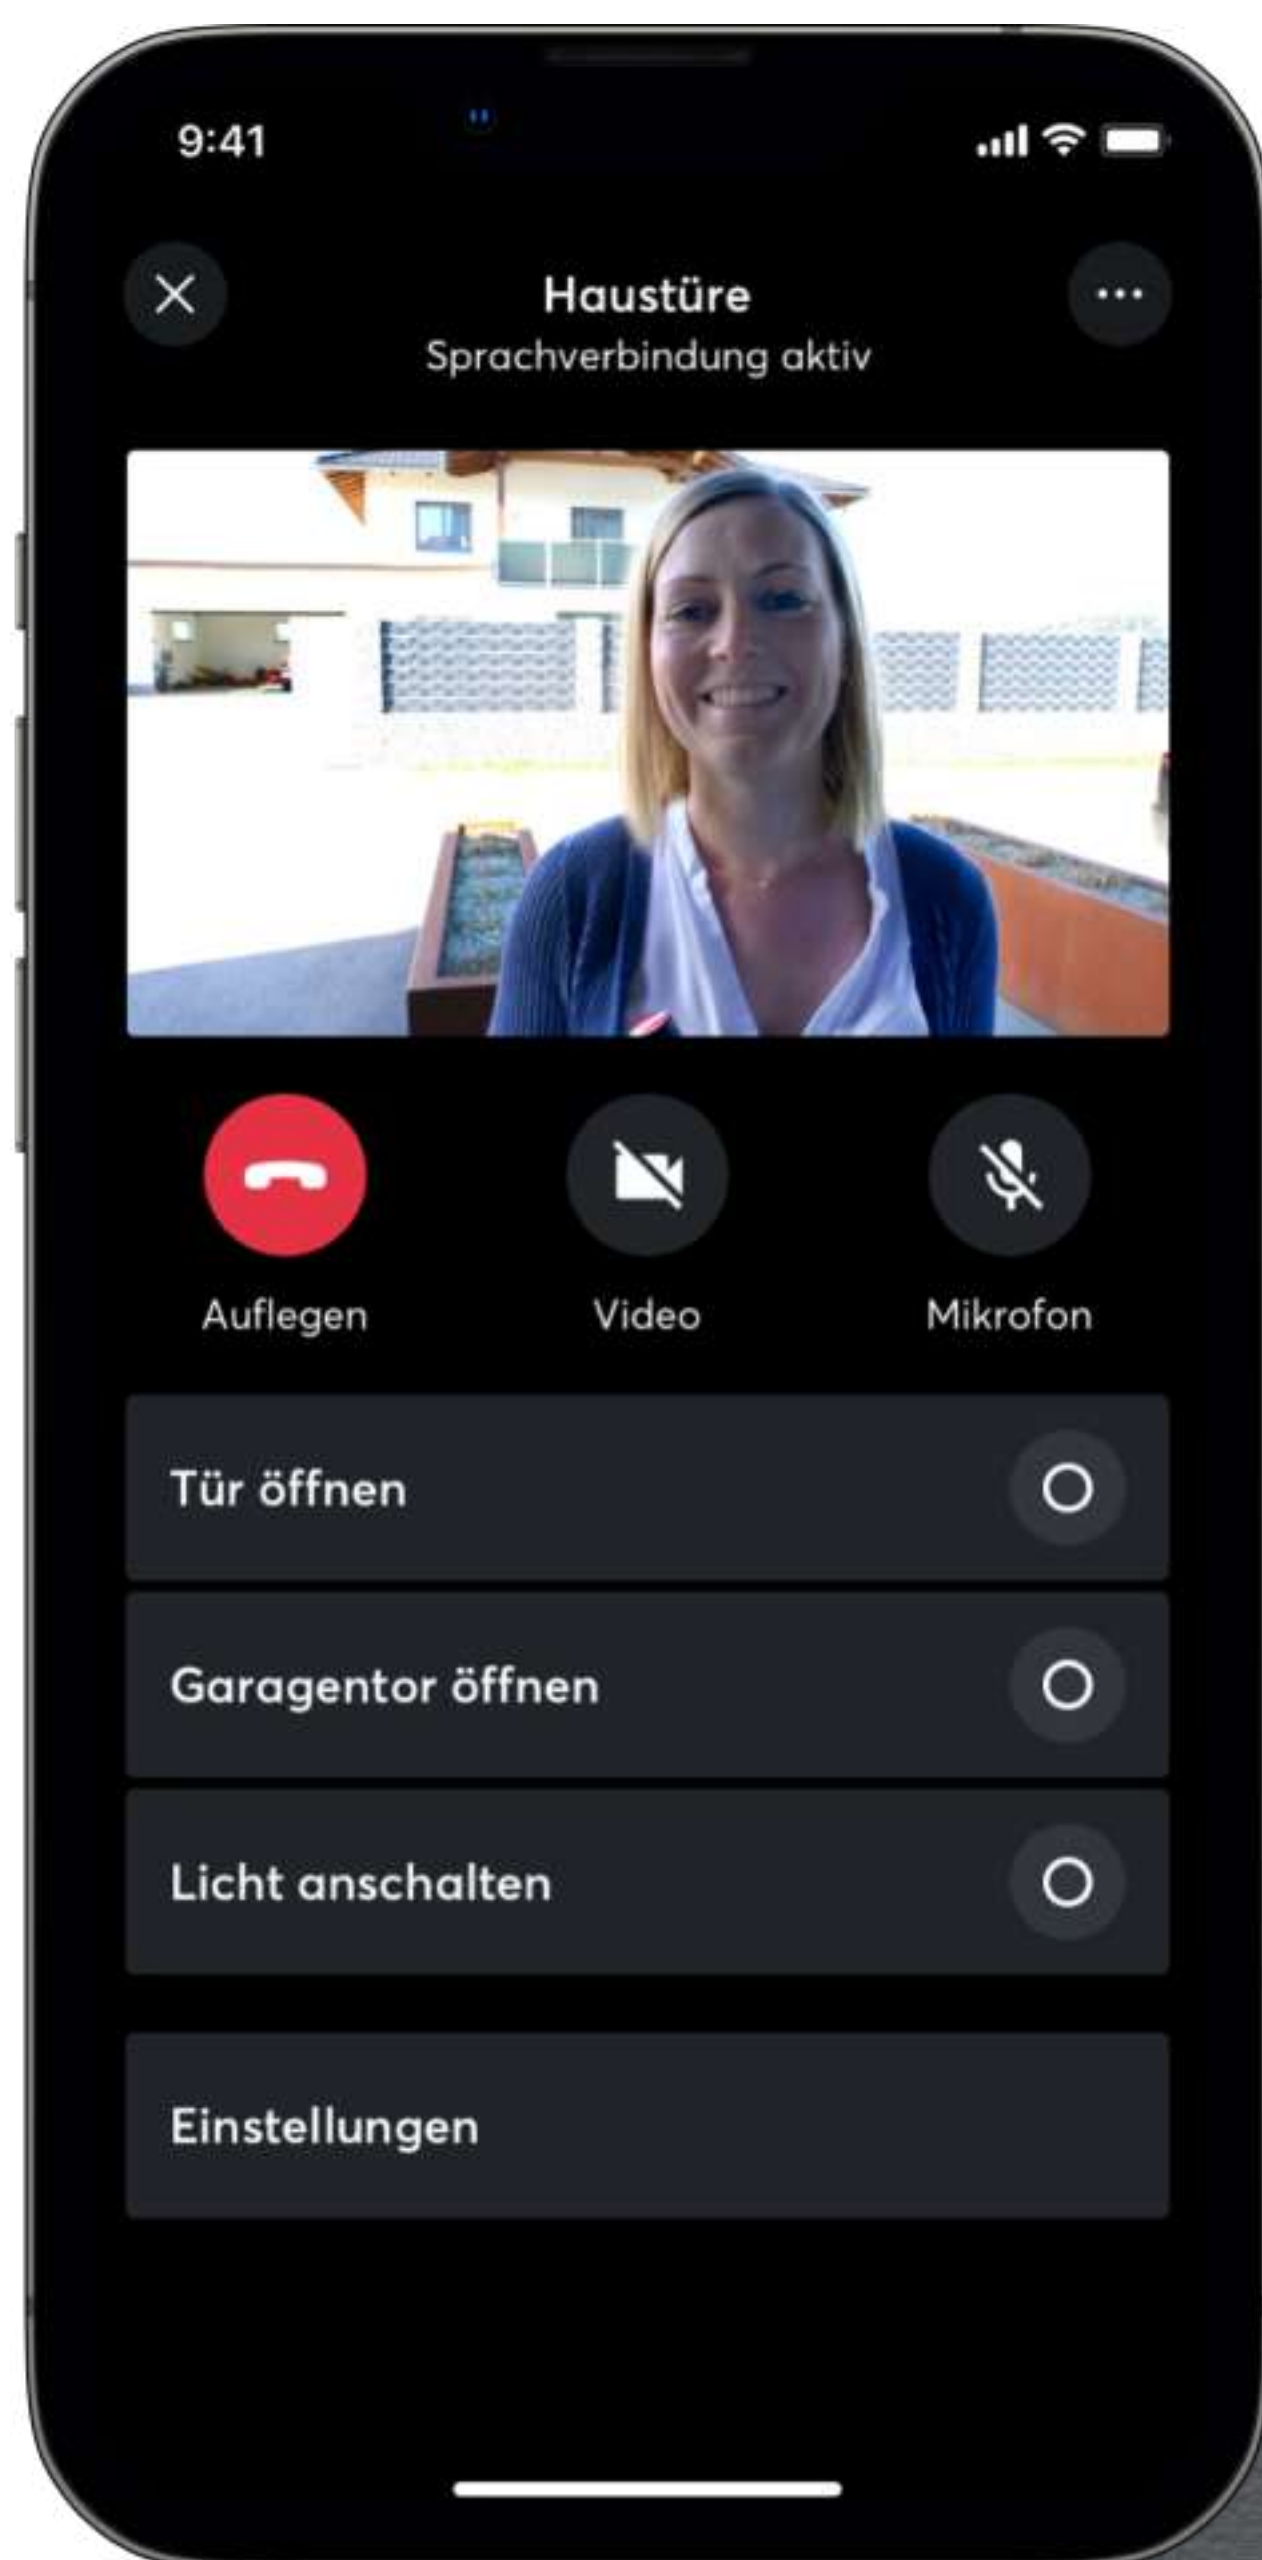 9:41
Haustüre
Sprachverbindung aktiv
Auflegen
Video
Mikrofon
Tür öffnen
Garagentor öffnen
Licht anschalten
Einstellungen